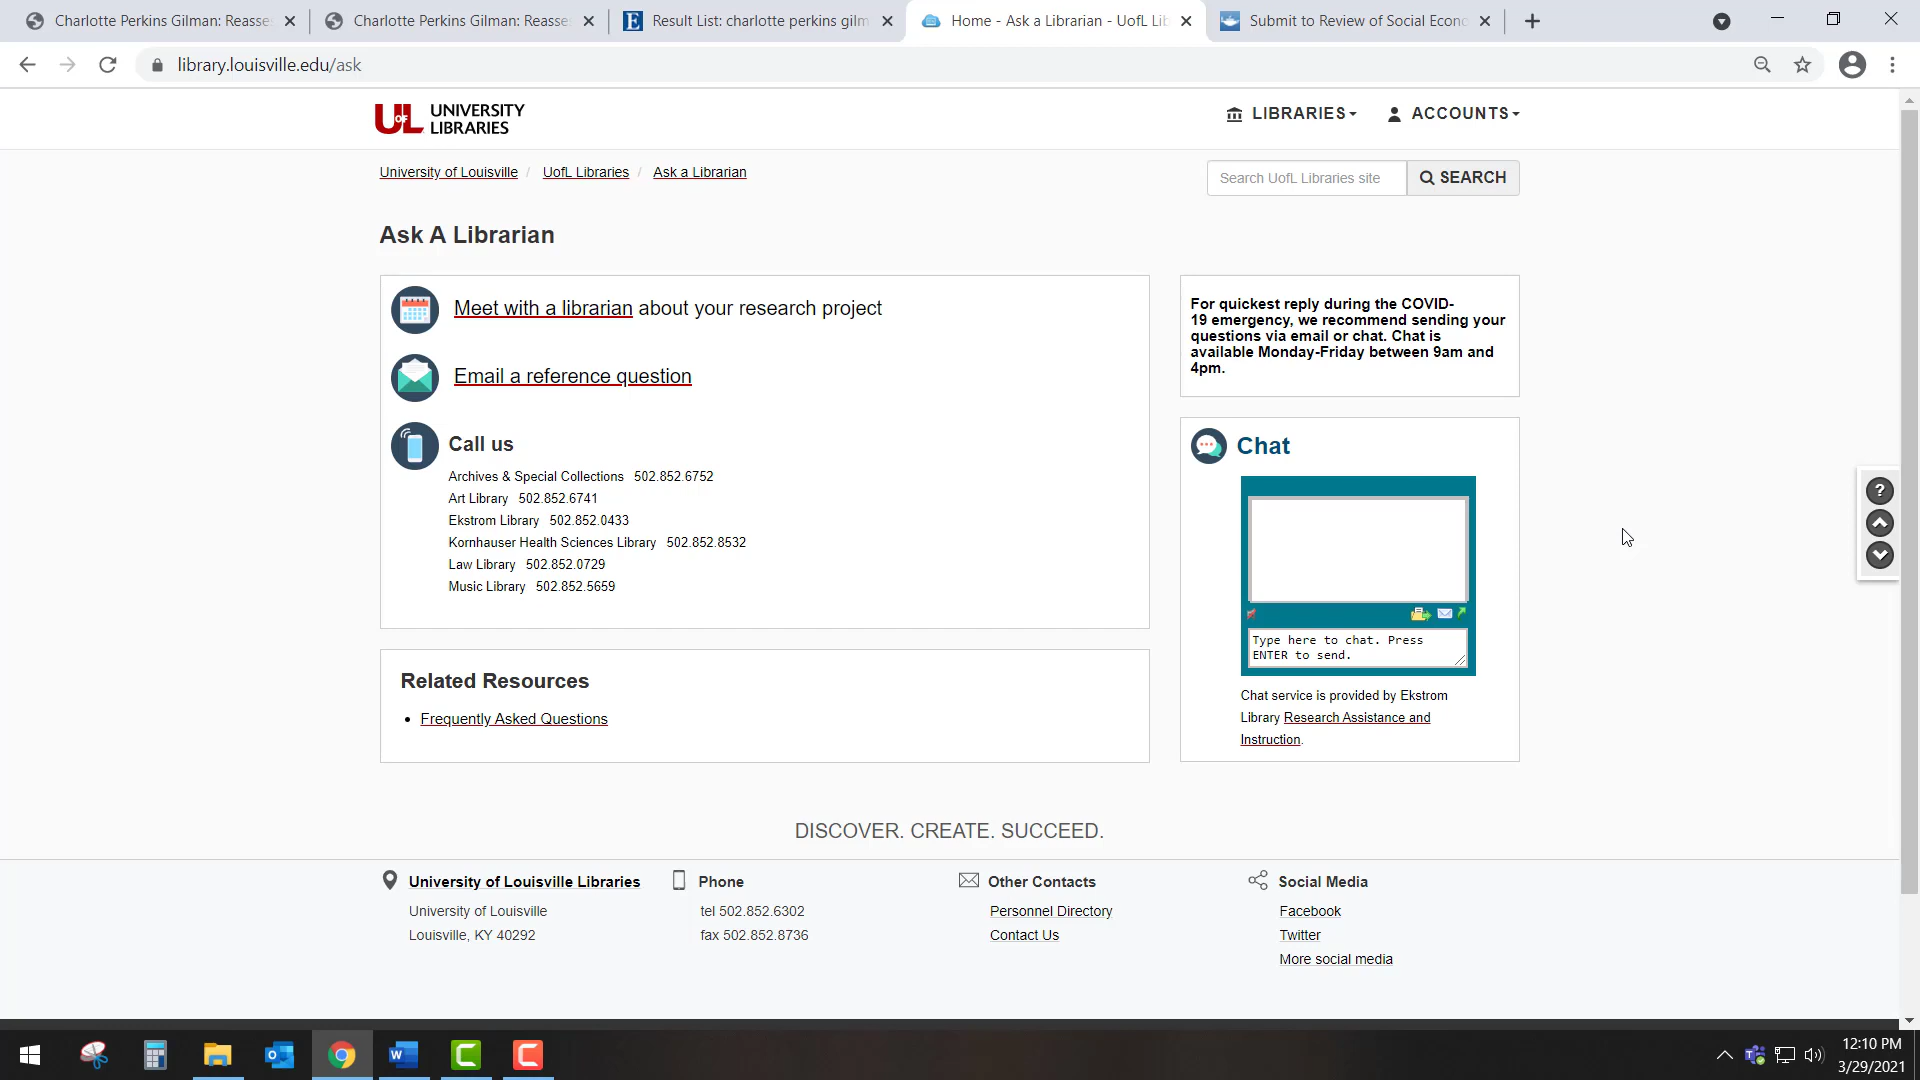 Charlotte Perkins Gilman: Reasse
Charlotte Perkins Gilman: Reasse
Result List: charlotte perkins gilm
Home - Ask a Librarian - UofL Lib
Submit to Review of Social Econo
library.louisville.edu/ask
UofL UNIVERSITY LIBRARIES
LIBRARIES
ACCOUNTS
University of Louisville / UofL Libraries / Ask a Librarian
Search UofL Libraries site
SEARCH
Ask A Librarian
Meet with a librarian about your research project
Email a reference question
Call us
Archives & Special Collections 502.852.6752
Art Library 502.852.6741
Ekstrom Library 502.852.0433
Kornhauser Health Sciences Library 502.852.8532
Law Library 502.852.0729
Music Library 502.852.5659
Related Resources
Frequently Asked Questions
For quickest reply during the COVID-
19 emergency, we recommend sending your
questions via email or chat. Chat is
available Monday-Friday between 9am and
4pm.
Chat
Type here to chat. Press
ENTER to send.
Chat service is provided by Ekstrom
Library Research Assistance and
Instruction.
?
DISCOVER. CREATE. SUCCEED.
University of Louisville Libraries
University of Louisville
Louisville, KY 40292
Phone
tel 502.852.6302
fax 502.852.8736
Other Contacts
Personnel Directory
Contact Us
Social Media
Facebook
Twitter
More social media
12:10 PM
3/29/2021